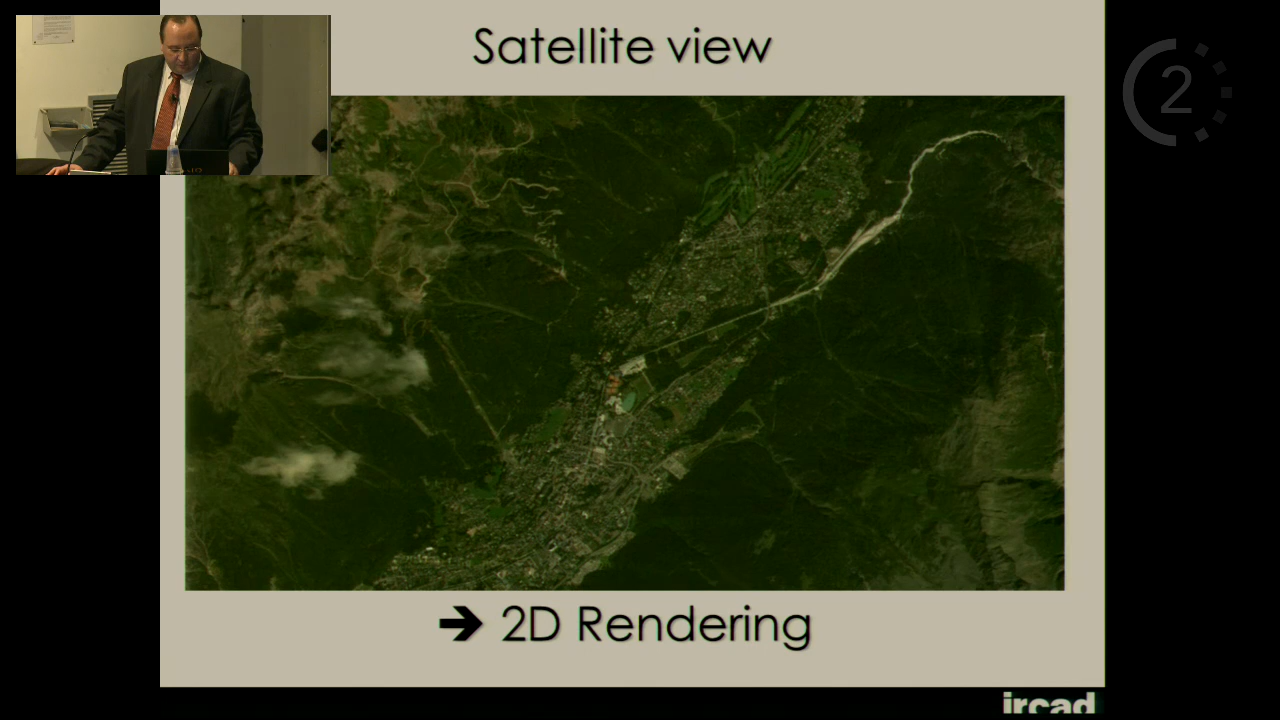 Satellite view
2
➔ 2D Rendering
ircad